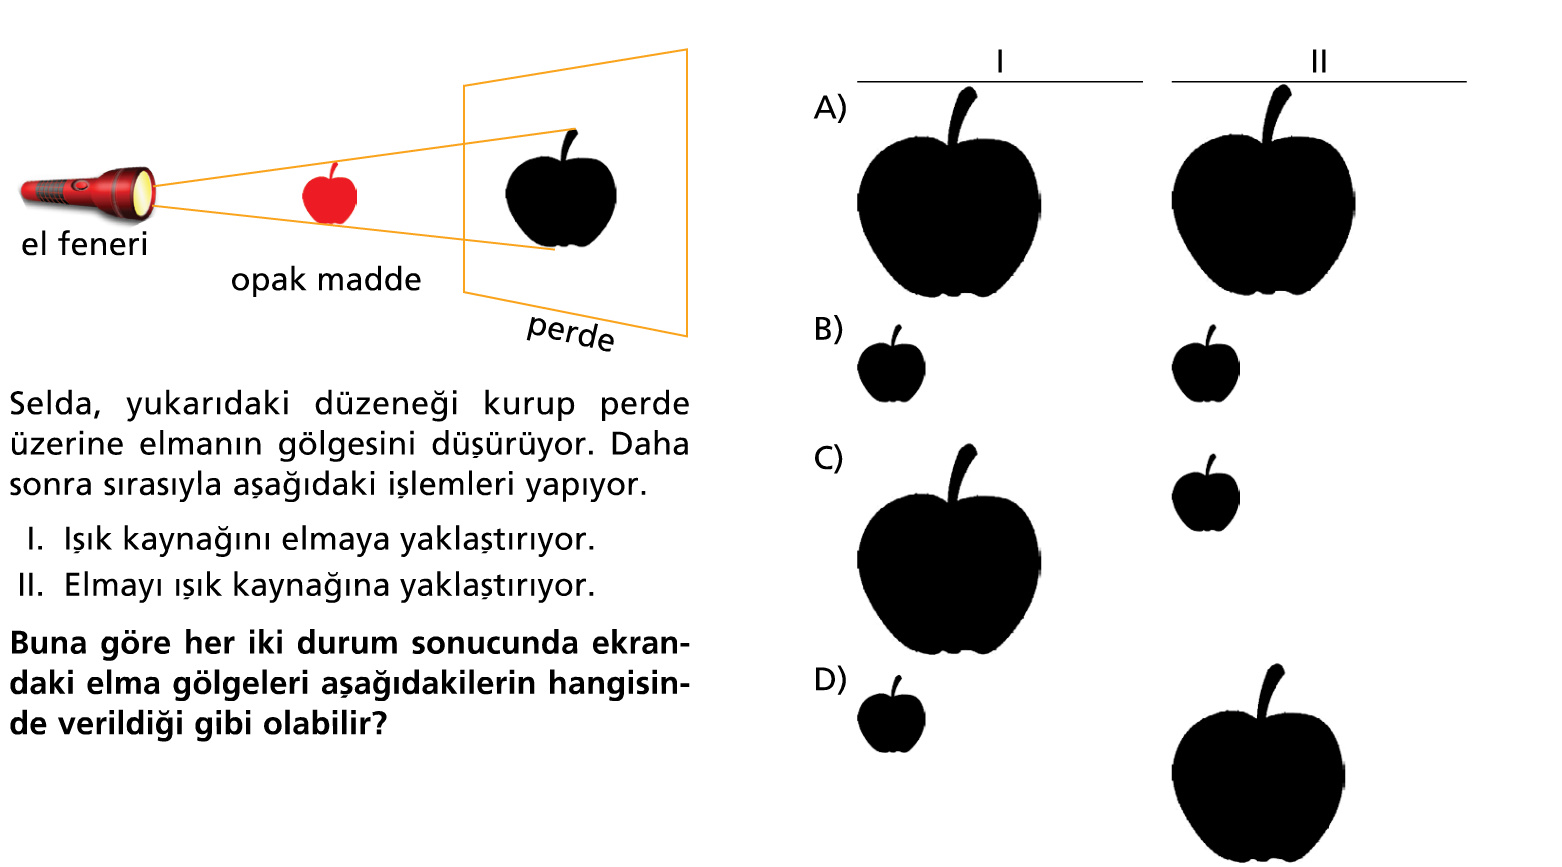 el feneri
opak madde
perde
Selda, yukarıdaki düzeneği kurup perde
üzerine elmanın gölgesini düşürüyor. Daha
sonra sırasıyla aşağıdaki işlemleri yapıyor.
I. Işık kaynağını elmaya yaklaştırıyor.
II. Elmayı ışık kaynağına yaklaştırıyor.
Buna göre her iki durum sonucunda ekran-
daki elma gölgeleri aşağıdakilerin hangisin-
de verildiği gibi olabilir?
I II
A)
B)
C)
D)